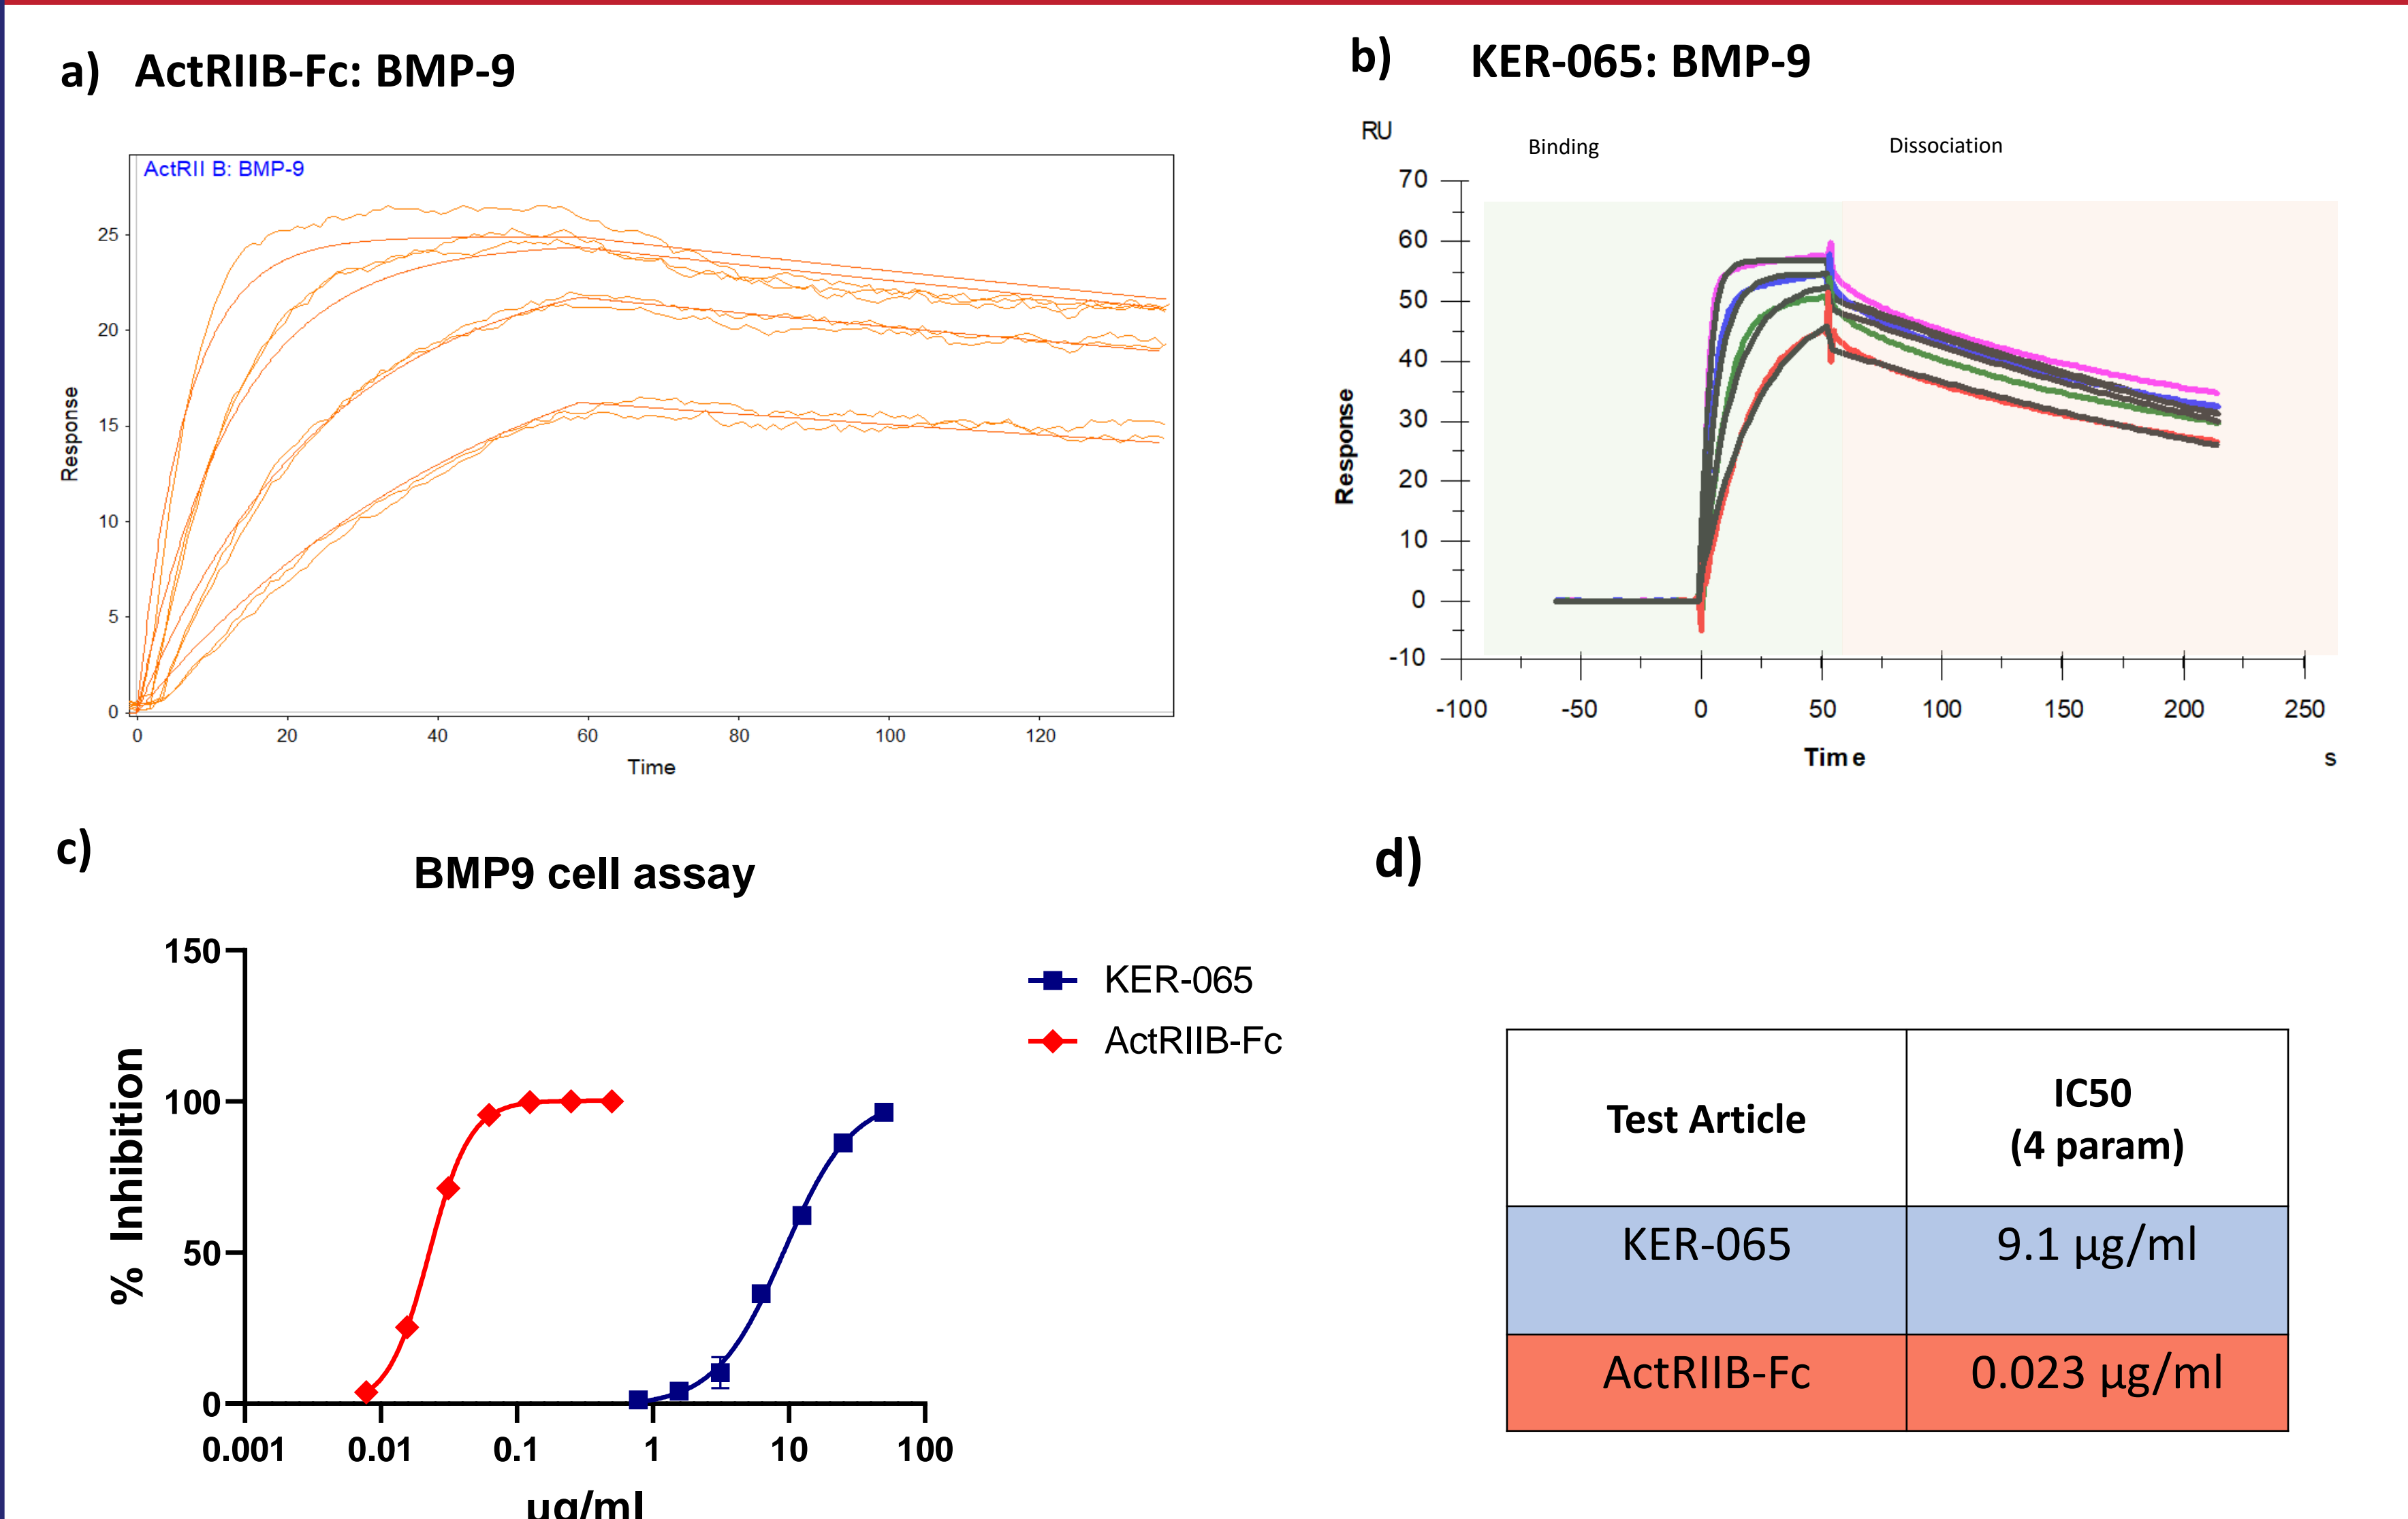 a) ActRIIB-Fc: BMP-9
ActRII B: BMP-9
25
20
15
10
5
0
Response
0 20 40 60 80 100 120
Time
b) KER-065: BMP-9
RU
Binding Dissociation
70
60
50
40
30
20
10
0
-10
Response
-100 -50 0 50 100 150 200 250
Time s
c)
BMP9 cell assay
150
100
50
0
% Inhibition
KER-065
ActRIIB-Fc
0.001 0.01 0.1 1 10 100
µg/ml
d)
Test Article
IC50
(4 param)
KER-065 9.1 µg/ml
ActRIIB-Fc 0.023 µg/ml